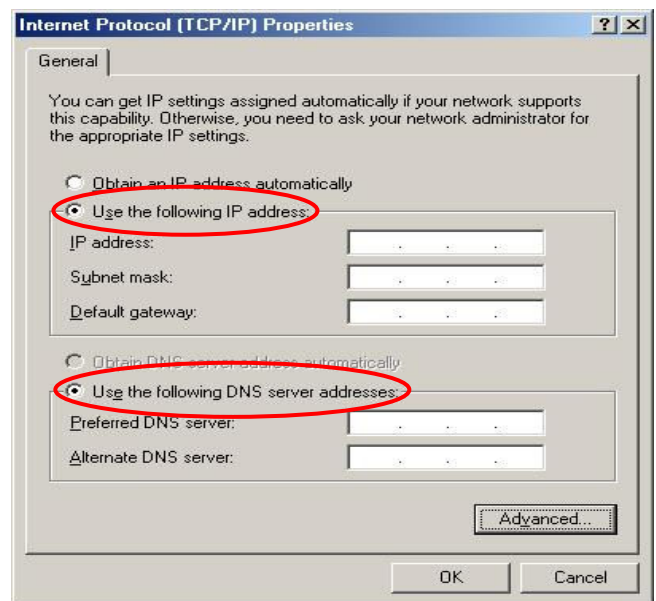 Internet Protocol (TCP/IP) Properties
General
You can get IP settings assigned automatically if your network supports
this capability. Otherwise, you need to ask your network administrator for
the appropriate IP settings.
Obtain an IP address automatically
Use the following IP address:
IP address:
Subnet mask:
Default gateway:
Obtain DNS server address automatically
Use the following DNS server addresses:
Preferred DNS server:
Alternate DNS server:
Advanced...
OK Cancel